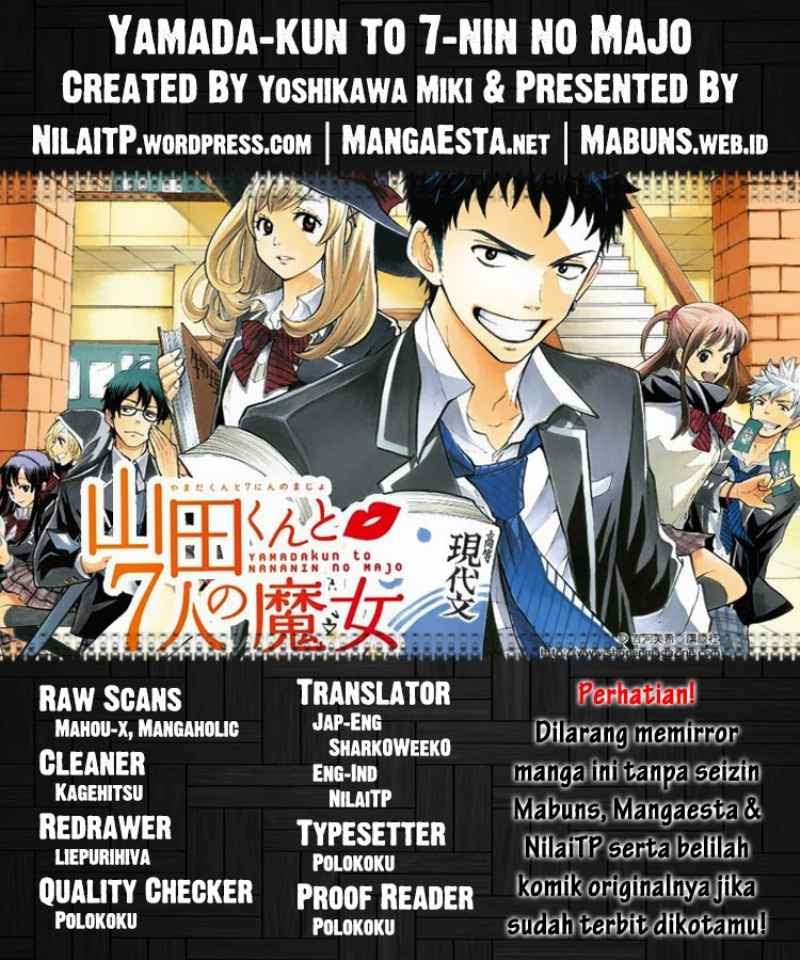 Yamada-kun to 7-nin no Majo
Created By Yoshikawa Miki & Presented By
NilaiTP.wordpress.com | MangaEsta.net | Mabuns.web.id
やまだくんと7にんのまじょ
山田くんと
YAMADAKUN to
NANANIN no MAJO
7人の魔女
現代文
Raw Scans
Mahou-x, Mangaholic
Cleaner
Kagehitsu
Redrawer
liepurihiva
Quality Checker
Polokoku
Translator
Jap-Eng
Shark0Week0
Eng-Ind
NilaiTP
Typesetter
Polokoku
Proof Reader
Polokoku
Perhatian!
Dilarang memirror
manga ini tanpa seizin
Mabuns, Mangaesta &
NilaiTP serta belilah
komik originalnya jika
sudah terbit dikotamu!